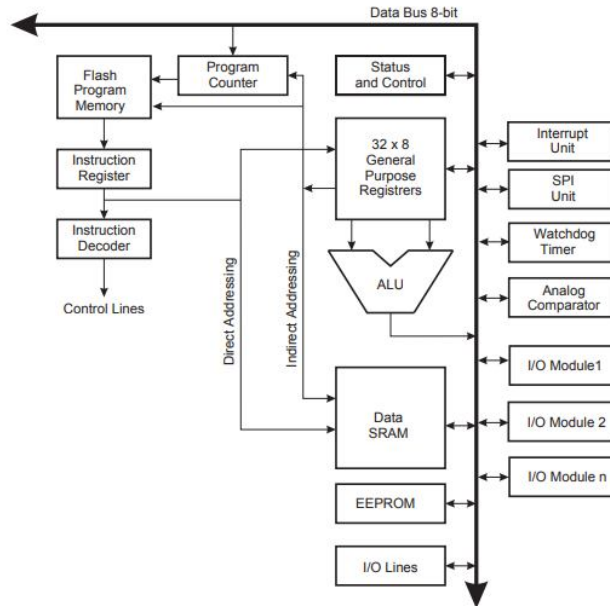 Data Bus 8-bit
Flash
Program
Memory
Program
Counter
Status
and Control
Instruction
Register
32 x 8
General
Purpose
Registrers
Interrupt
Unit
SPI
Unit
Instruction
Decoder
Watchdog
Timer
Control Lines
Direct Addressing
Indirect Addressing
ALU
Analog
Comparator
I/O Module1
Data
SRAM
I/O Module 2
I/O Module n
EEPROM
I/O Lines